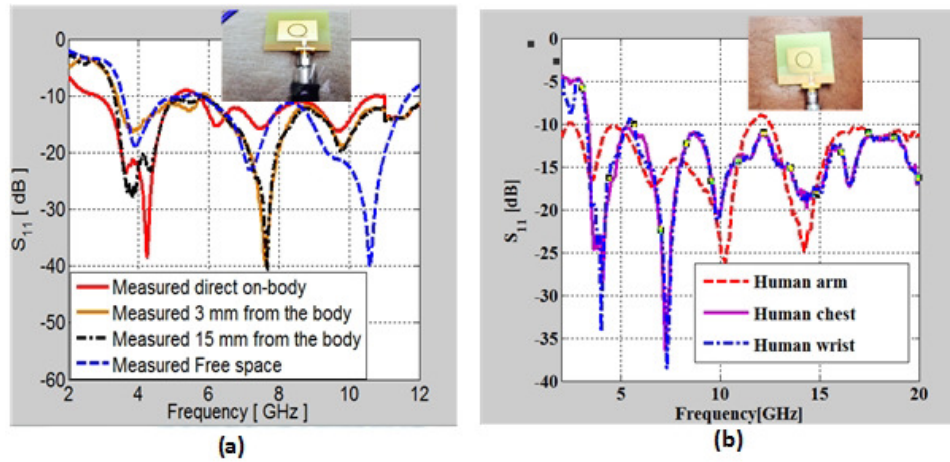 0
-10
-20
-30
-40
-50
-60
S11 [ dB]
2 4 6 8 10 12
Frequency [ GHz]
Measured direct on-body
Measured 3 mm from the body
Measured 15 mm from the body
Measured Free space
(a)
0
-5
-10
-15
-20
-25
-30
-35
-40
S11 [dB]
5 10 15 20
Frequency[GHz]
Human arm
Human chest
Human wrist
(b)